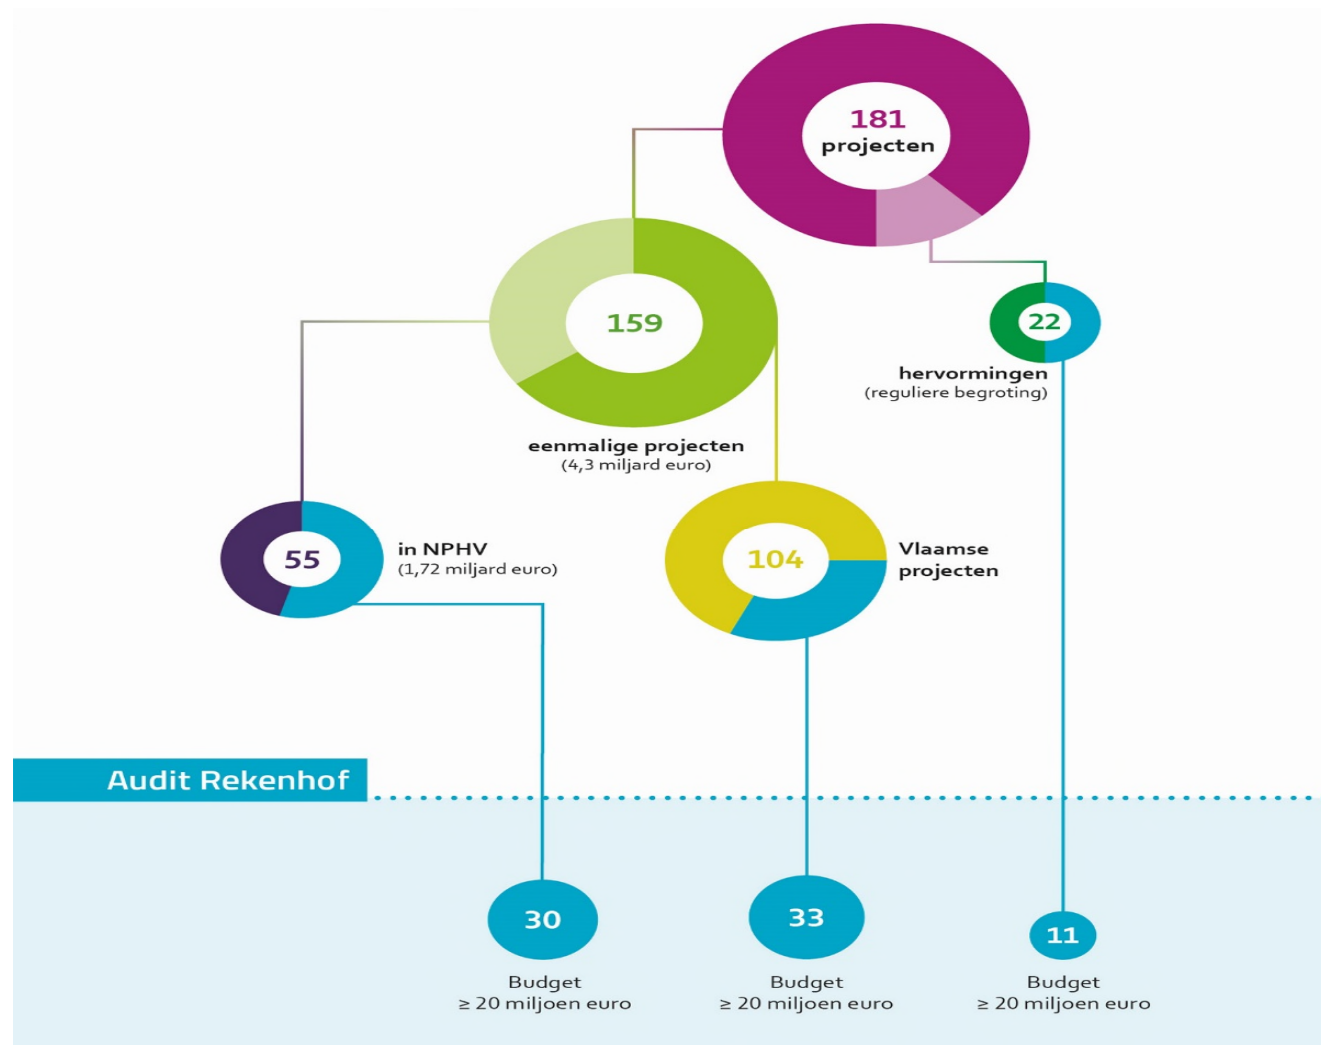 181
projecten
159
22
hervormingen
(reguliere begroting)
eenmalige projecten
(4,3 miljard euro)
55
in NPHV
(1,72 miljard euro)
104
Vlaamse
projecten
Audit Rekenhof
30
33
11
Budget
≥ 20 miljoen euro
Budget
≥ 20 miljoen euro
Budget
≥ 20 miljoen euro